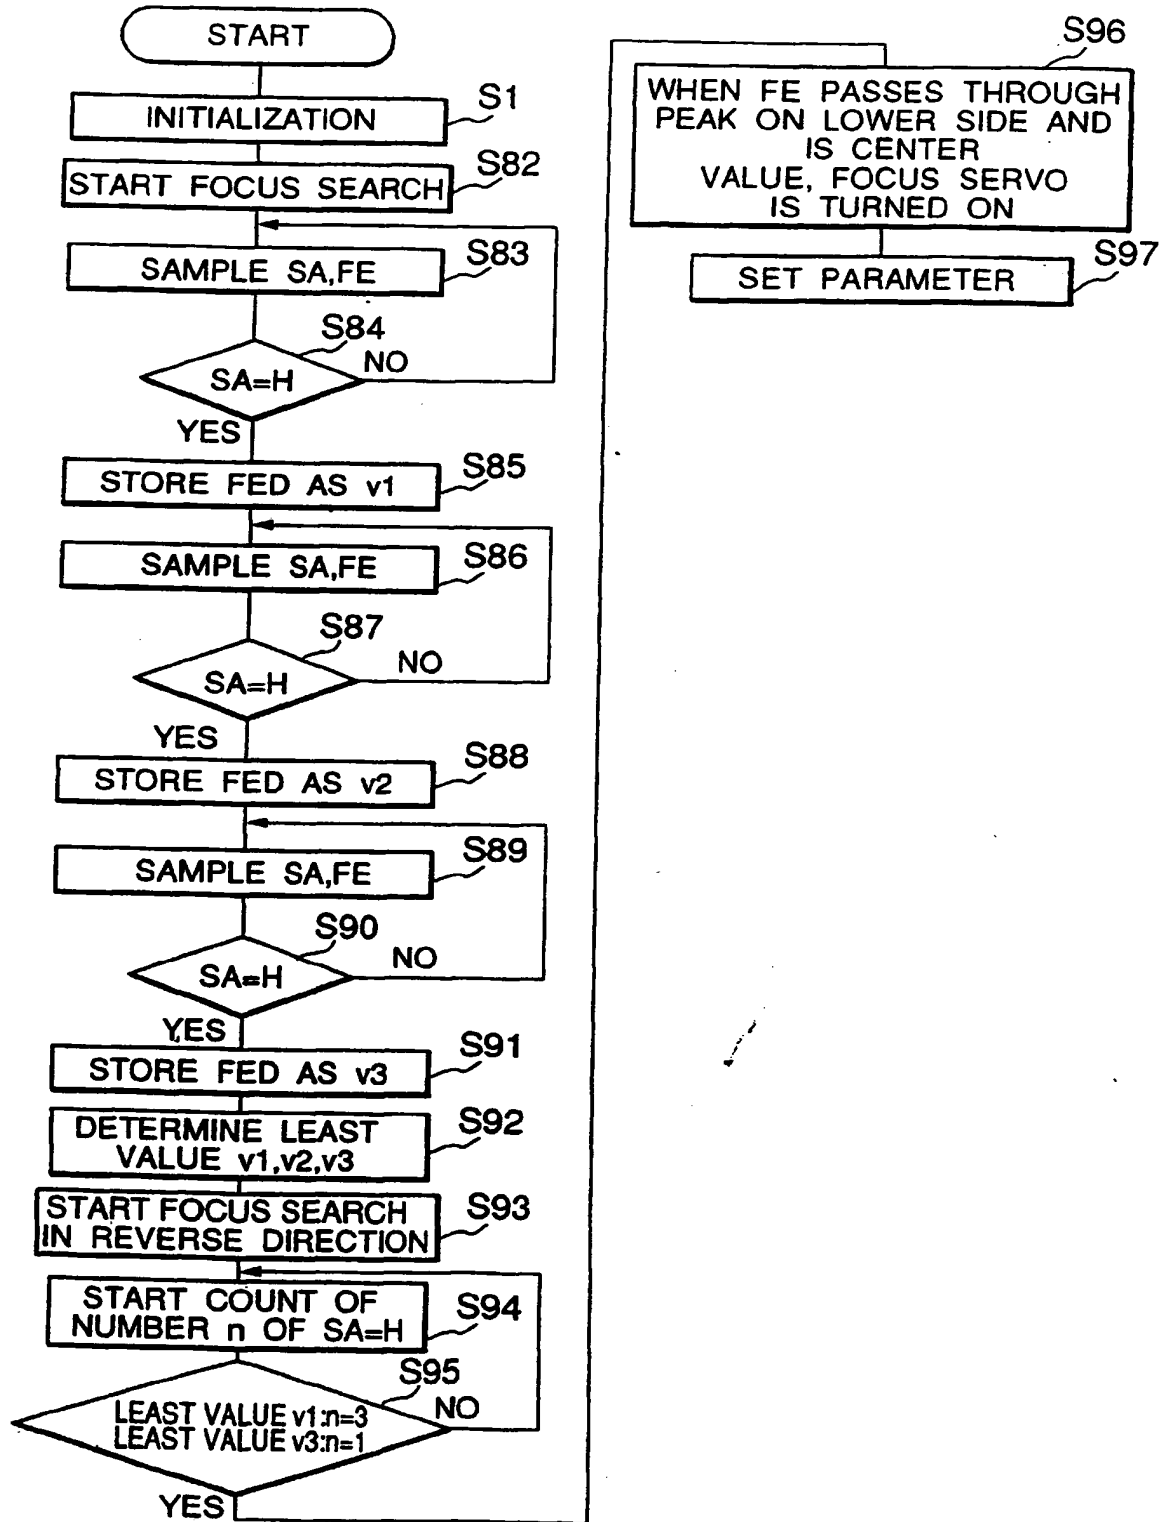 START
INITIALIZATION
S1
START FOCUS SEARCH
S82
SAMPLE SA,FE
S83
S84
SA=H
NO
YES
STORE FED AS v1
S85
SAMPLE SA,FE
S86
S87
SA=H
NO
YES
STORE FED AS v2
S88
SAMPLE SA,FE
S89
S90
SA=H
NO
YES
STORE FED AS v3
S91
DETERMINE LEAST
VALUE v1,v2,v3
S92
START FOCUS SEARCH
IN REVERSE DIRECTION
S93
START COUNT OF
NUMBER n OF SA=H
S94
S95
LEAST VALUE v1:n=3
LEAST VALUE v3:n=1
NO
YES
S96
WHEN FE PASSES THROUGH
PEAK ON LOWER SIDE AND
IS CENTER
VALUE, FOCUS SERVO
IS TURNED ON
SET PARAMETER
S97